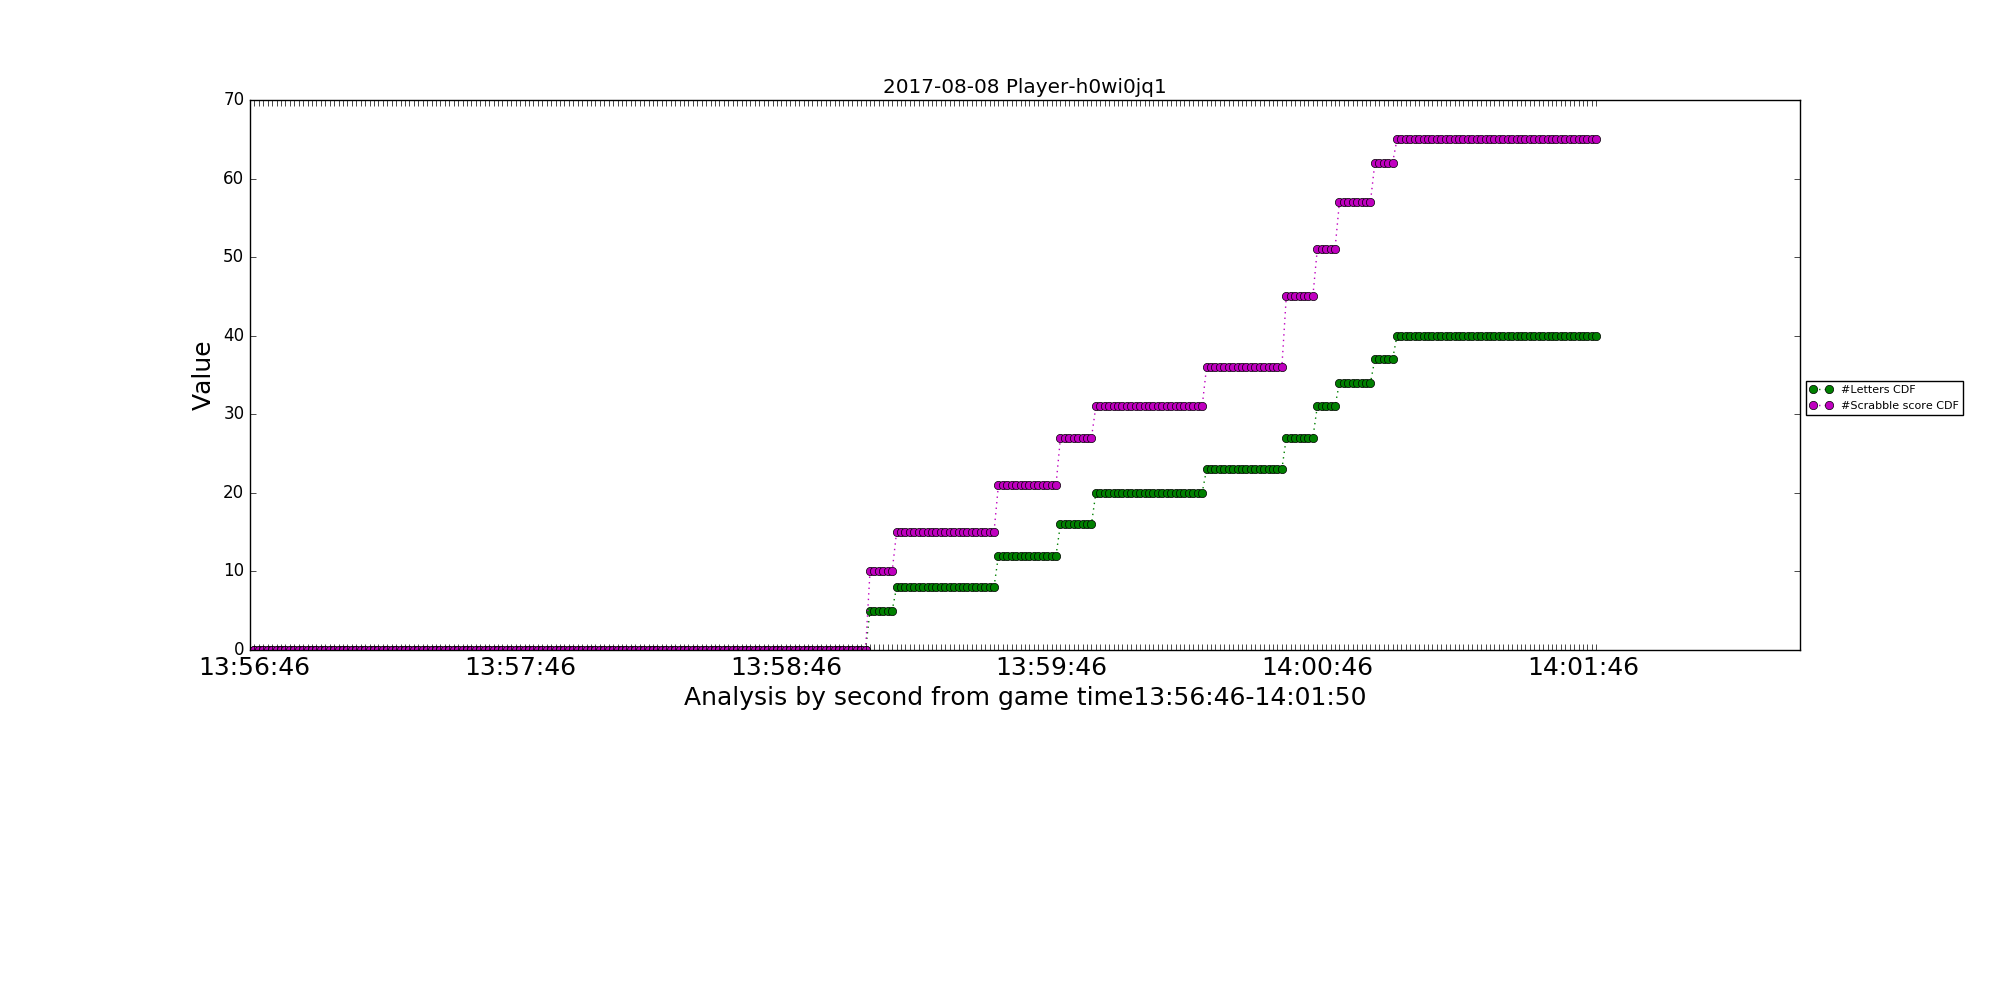 2017-08-08 Player-h0wi0jq1
70
60
50
40
30
20
10
0
Value
13:56:46 13:57:46 13:58:46 13:59:46 14:00:46 14:01:46
Analysis by second from game time13:56:46-14:01:50
#Letters CDF
#Scrabble score CDF